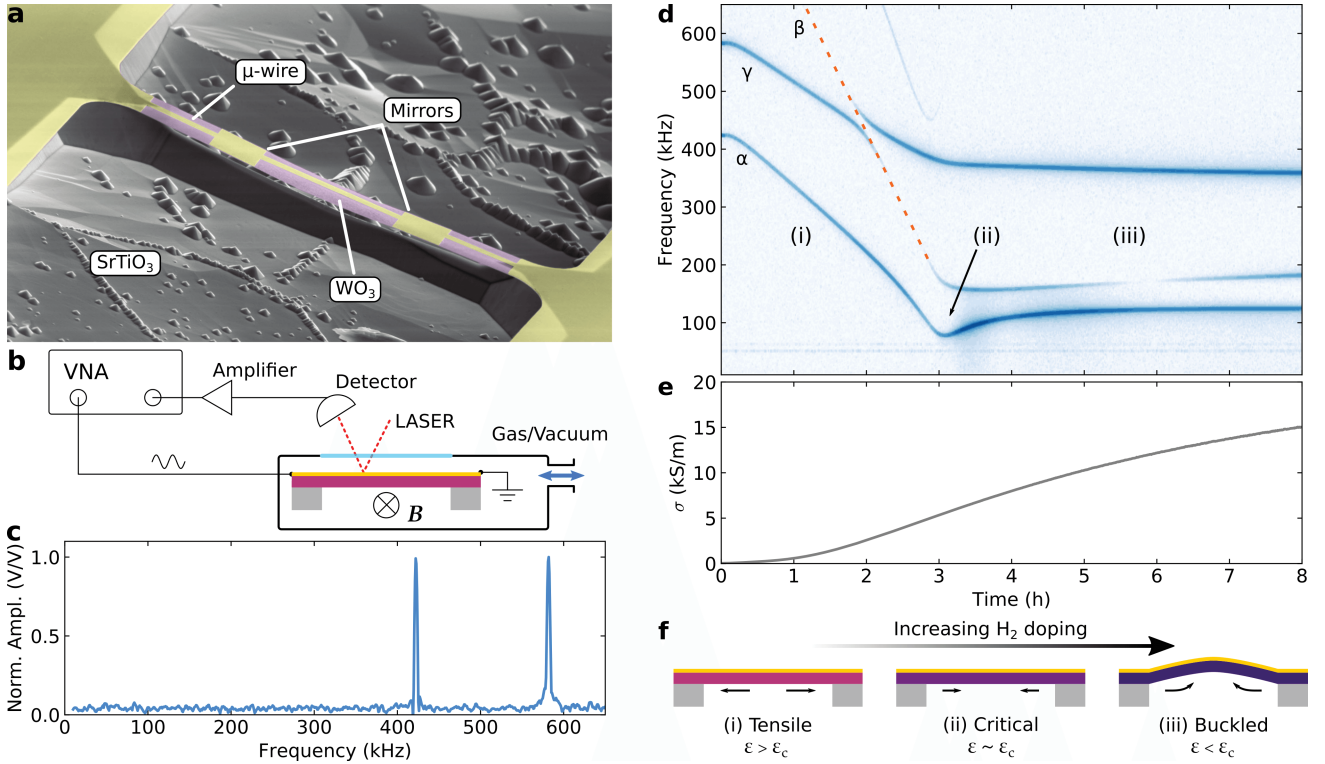 a
μ-wire
Mirrors
SrTiO3
WO3
b
VNA
Amplifier
Detector
LASER
Gas/Vacuum
B
c
Norm. Ampl. (V/V)
1.0
0.5
0.0
0 100 200 300 400 500 600
Frequency (kHz)
d
Frequency (kHz)
600
500
400
300
200
100
β
γ
α
(i)
(ii)
(iii)
e
σ (kS/m)
20
15
10
5
0
0 1 2 3 4 5 6 7 8
Time (h)
f
Increasing H2 doping
(i) Tensile
ε > εc
(ii) Critical
ε ~ εc
(iii) Buckled
ε < εc